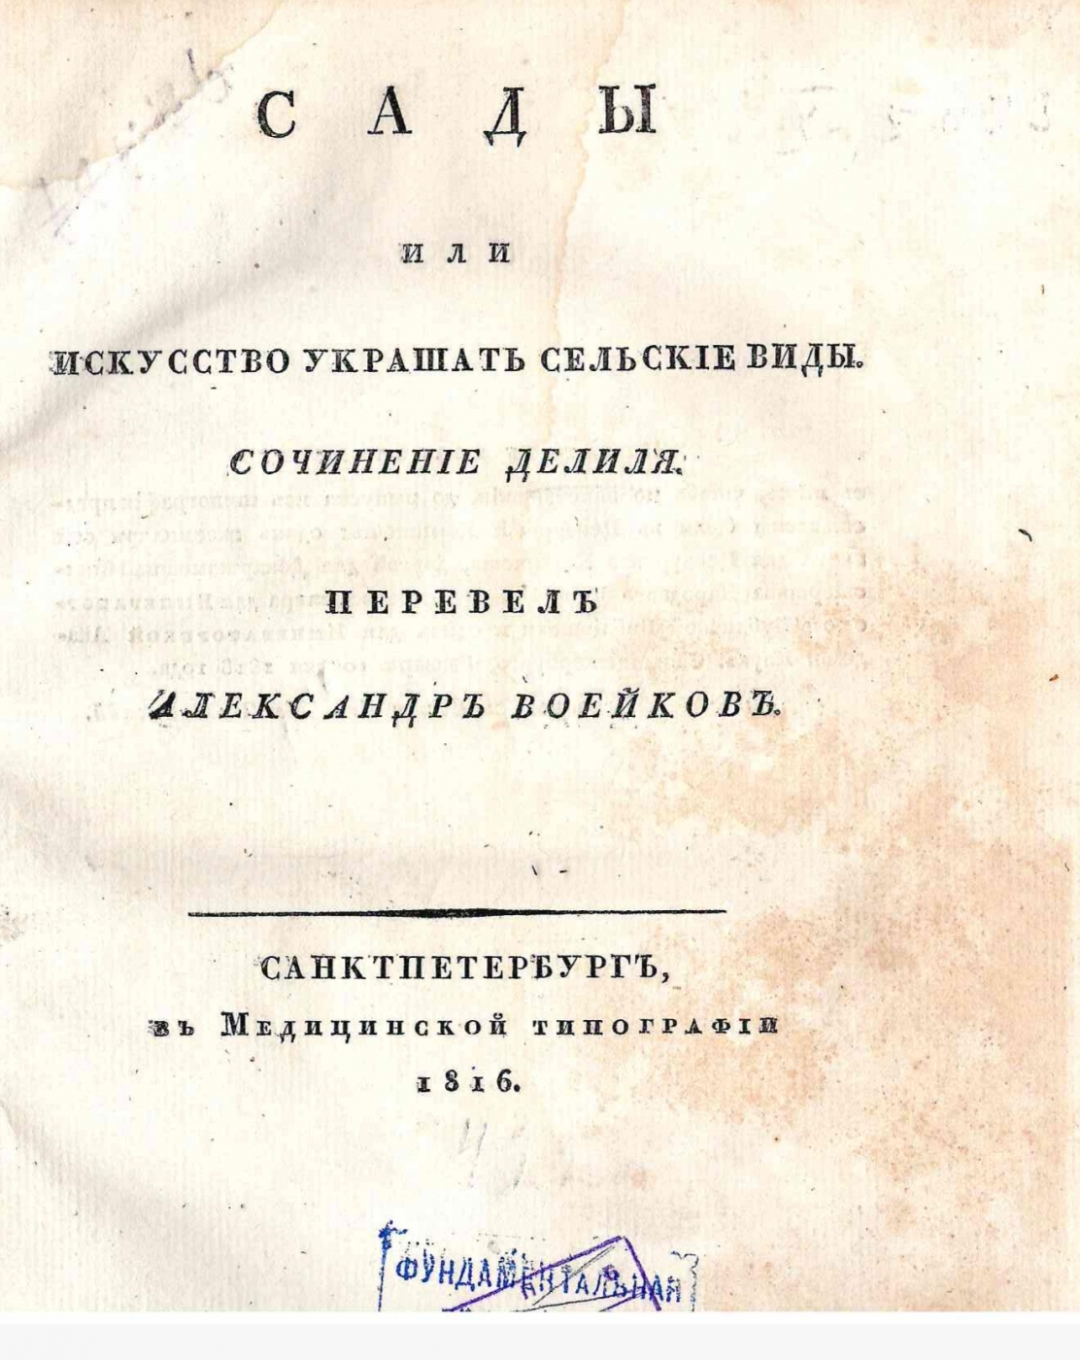 САДЫ
или
ИСКУССТВО УКРАШАТЬ СЕЛЬСКІЕ ВИДЫ.
СОЧИНЕНІЕ ДЕЛИЛЯ.
ПЕРЕВЕЛЪ
АЛЕКСАНДРЪ ВОЕЙКОВЪ.
САНКТПЕТЕРБУРГЪ,
въ Медицинской типографіи
1816.
ФУНДАМЕНТАЛЬНАЯ